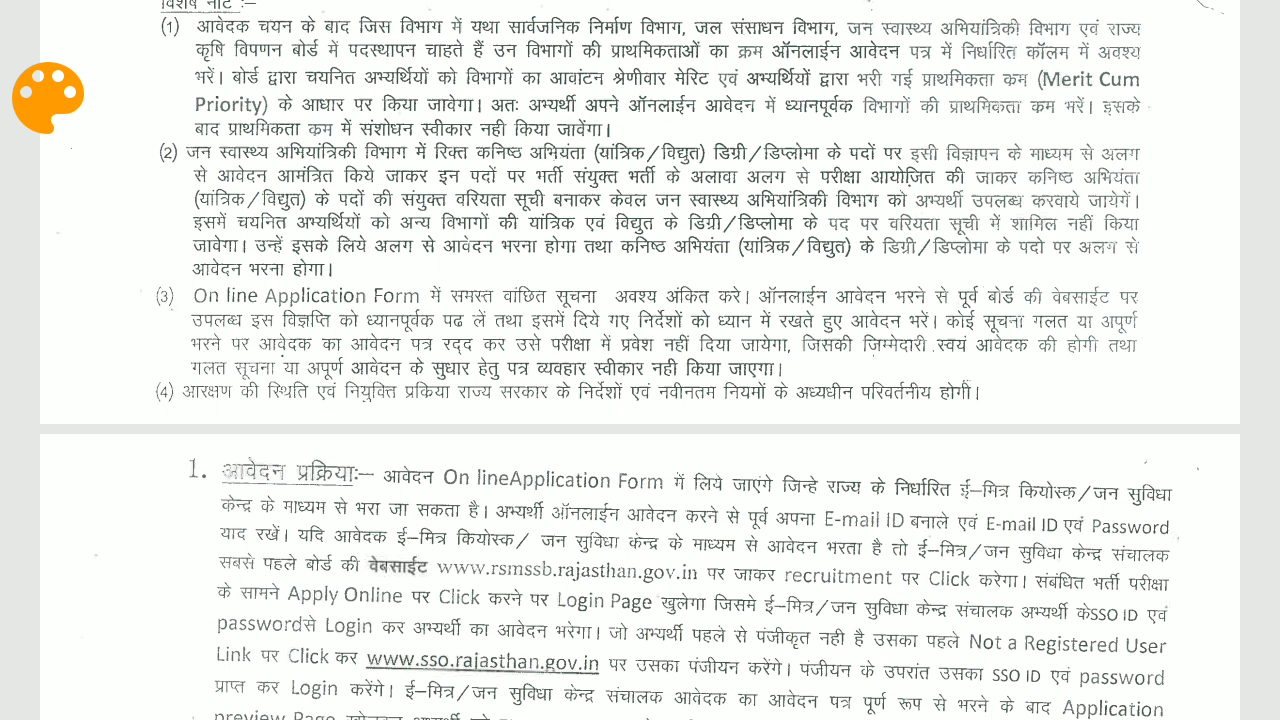 विशेष नोट :–
(1) आवेदक चयन के बाद जिस विभाग में यथा सार्वजनिक निर्माण विभाग, जल संसाधन विभाग, जन स्वास्थ्य अभियांत्रिकी विभाग एवं राज्य
कृषि विपणन बोर्ड में पदस्थापन चाहते हैं उन विभागों की प्राथमिकताओं का क्रम ऑनलाईन आवेदन पत्र में निर्धारित कॉलम में अवश्य
भरें। बोर्ड द्वारा चयनित अभ्यर्थियों को विभागों का आवांटन श्रेणीवार मेरिट एवं अभ्यर्थियों द्वारा भरी गई प्राथमिकता क्रम (Merit Cum
Priority) के आधार पर किया जावेगा। अतः अभ्यर्थी अपने ऑनलाईन आवेदन में ध्यानपूर्वक विभागों की प्राथमिकता क्रम भरें। इसके
बाद प्राथमिकता क्रम में संशोधन स्वीकार नही किया जावेंगा।
(2) जन स्वास्थ्य अभियांत्रिकी विभाग में रिक्त कनिष्ठ अभियंता (यांत्रिक/विद्युत) डिग्री/डिप्लोमा के पदों पर इसी विज्ञापन के माध्यम से अलग
से आवेदन आमंत्रित किये जाकर इन पदों पर भर्ती संयुक्त भर्ती के अलावा अलग से परीक्षा आयोजित की जाकर कनिष्ठ अभियंता
(यांत्रिक/विद्युत) के पदों की संयुक्त वरियता सूची बनाकर केवल जन स्वास्थ्य अभियांत्रिकी विभाग को अभ्यर्थी उपलब्ध करवाये जायेगें।
इसमें चयनित अभ्यर्थियों को अन्य विभागों की यांत्रिक एवं विद्युत के डिग्री/डिप्लोमा के पद पर वरियता सूची में शामिल नहीं किया
जावेगा। उन्हें इसके लिये अलग से आवेदन भरना होगा तथा कनिष्ठ अभियंता (यांत्रिक/विद्युत) के डिग्री/डिप्लोमा के पदो पर अलग से
आवेदन भरना होगा।
(3) On line Application Form में समस्त वांछित सूचना अवश्य अंकित करे। ऑनलाईन आवेदन भरने से पूर्व बोर्ड की वेबसाईट पर
उपलब्ध इस विज्ञप्ति को ध्यानपूर्वक पढ लें तथा इसमें दिये गए निर्देशों को ध्यान में रखते हुए आवेदन भरें। कोई सूचना गलत या अपूर्ण
भरने पर आवेदक का आवेदन पत्र रद्द कर उसे परीक्षा में प्रवेश नहीं दिया जायेगा, जिसकी जिम्मेदारी स्वयं आवेदक की होगी तथा
गलत सूचना या अपूर्ण आवेदन के सुधार हेतु पत्र व्यवहार स्वीकार नही किया जाएगा।
(4) आरक्षण की स्थिति एवं नियुक्ति प्रकिया राज्य सरकार के निर्देशों एवं नवीनतम नियमों के अध्यधीन परिवर्तनीय होगी।
1. आवेदन प्रक्रियाः– आवेदन On lineApplication Form में लिये जाएंगे जिन्हे राज्य के निर्धारित ई–मित्र कियोस्क/जन सुविधा
केन्द्र के माध्यम से भरा जा सकता है। अभ्यर्थी ऑनलाईन आवेदन करने से पूर्व अपना E-mail ID बनाले एवं E-mail ID एवं Password
याद रखें। यदि आवेदक ई–मित्र कियोस्क/ जन सुविधा केन्द्र के माध्यम से आवेदन भरता है तो ई–मित्र/जन सुविधा केन्द्र संचालक
सबसे पहले बोर्ड की वेबसाईट www.rsmssb.rajasthan.gov.in पर जाकर recruitment पर Click करेगा। संबंधित भर्ती परीक्षा
के सामने Apply Online पर Click करने पर Login Page खुलेगा जिसमे ई–मित्र/जन सुविधा केन्द्र संचालक अभ्यर्थी केSSO ID एवं
passwordसे Login कर अभ्यर्थी का आवेदन भरेगा। जो अभ्यर्थी पहले से पंजीकृत नही है उसका पहले Not a Registered User
Link पर Click कर www.sso.rajasthan.gov.in पर उसका पंजीयन करेंगे। पंजीयन के उपरांत उसका SSO ID एवं password
प्राप्त कर Login करेंगे। ई–मित्र/जन सुविधा केन्द्र संचालक आवेदक का आवेदन पत्र पूर्ण रूप से भरने के बाद Application
preview Page